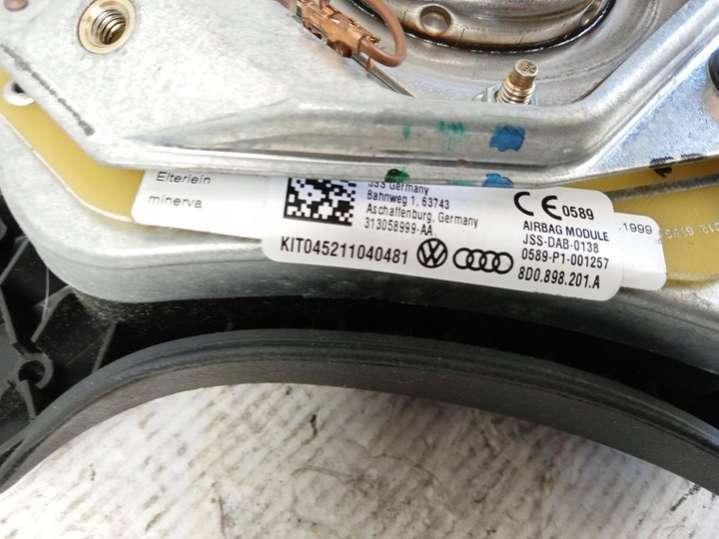 Elterlein
minerva
JSS Germany
Bahnweg 1, 63743
Aschaffenburg, Germany
313058999-AA
KIT045211040481
CE 0589
AIRBAG MODULE
JSS-DAB-0138
0589-P1-001257
8D0.898.201.A
.1999